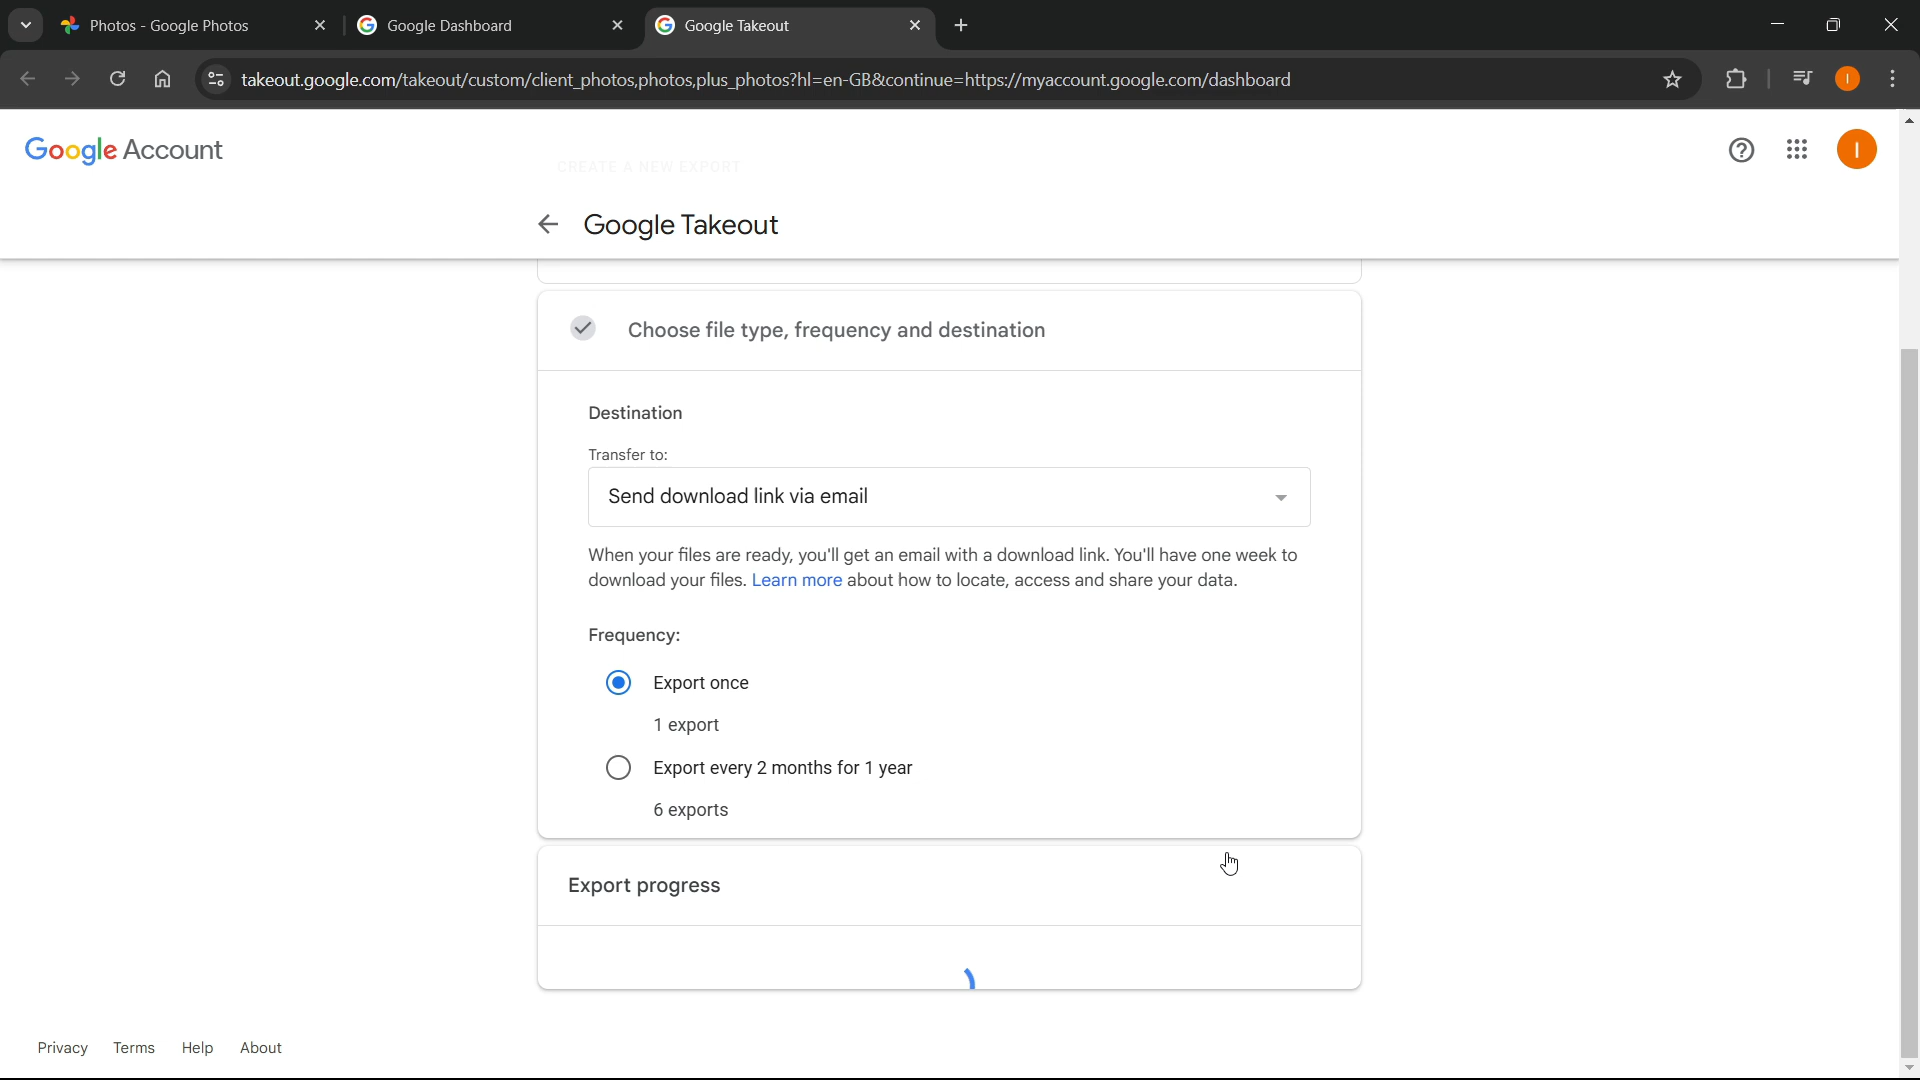 Photos - Google Photos
Google Dashboard
Google Takeout
takeout.google.com/takeout/custom/client_photos,photos,plus_photos?hl=en-GB&continue=https://myaccount.google.com/dashboard
I
Google Account
CREATE A NEW EXPORT
I
Google Takeout
Choose file type, frequency and destination
Destination
Transfer to:
Send download link via email
When your files are ready, you'll get an email with a download link. You'll have one week to
download your files. Learn more about how to locate, access and share your data.
Frequency:
Export once
1 export
Export every 2 months for 1 year
6 exports
Export progress
Privacy Terms Help About